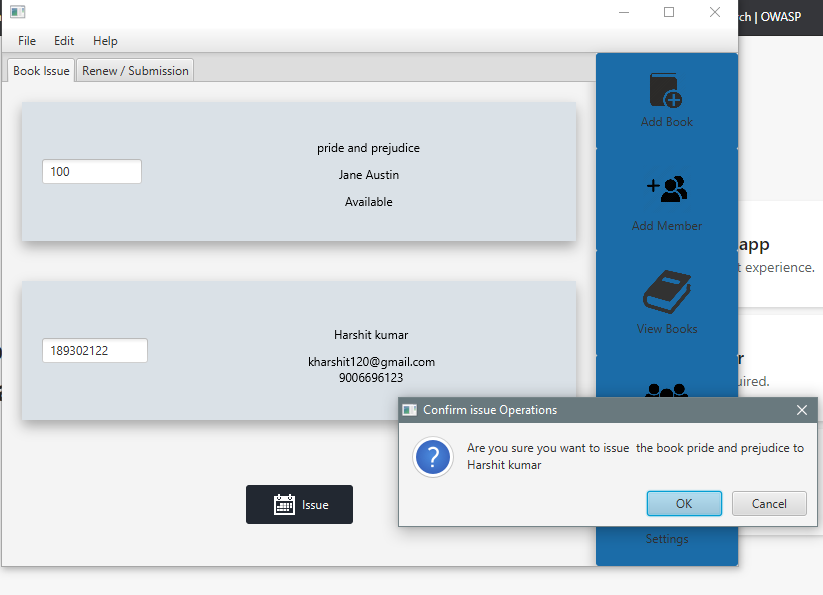 ch | OWASP
File Edit Help
Book Issue Renew / Submission
100
pride and prejudice
Jane Austin
Available
189302122
Harshit kumar
kharshit120@gmail.com
9006696123
Issue
Add Book
Add Member
View Books
Settings
app
t experience.
r
uired.
Confirm issue Operations
Are you sure you want to issue  the book pride and prejudice to
Harshit kumar
OK Cancel